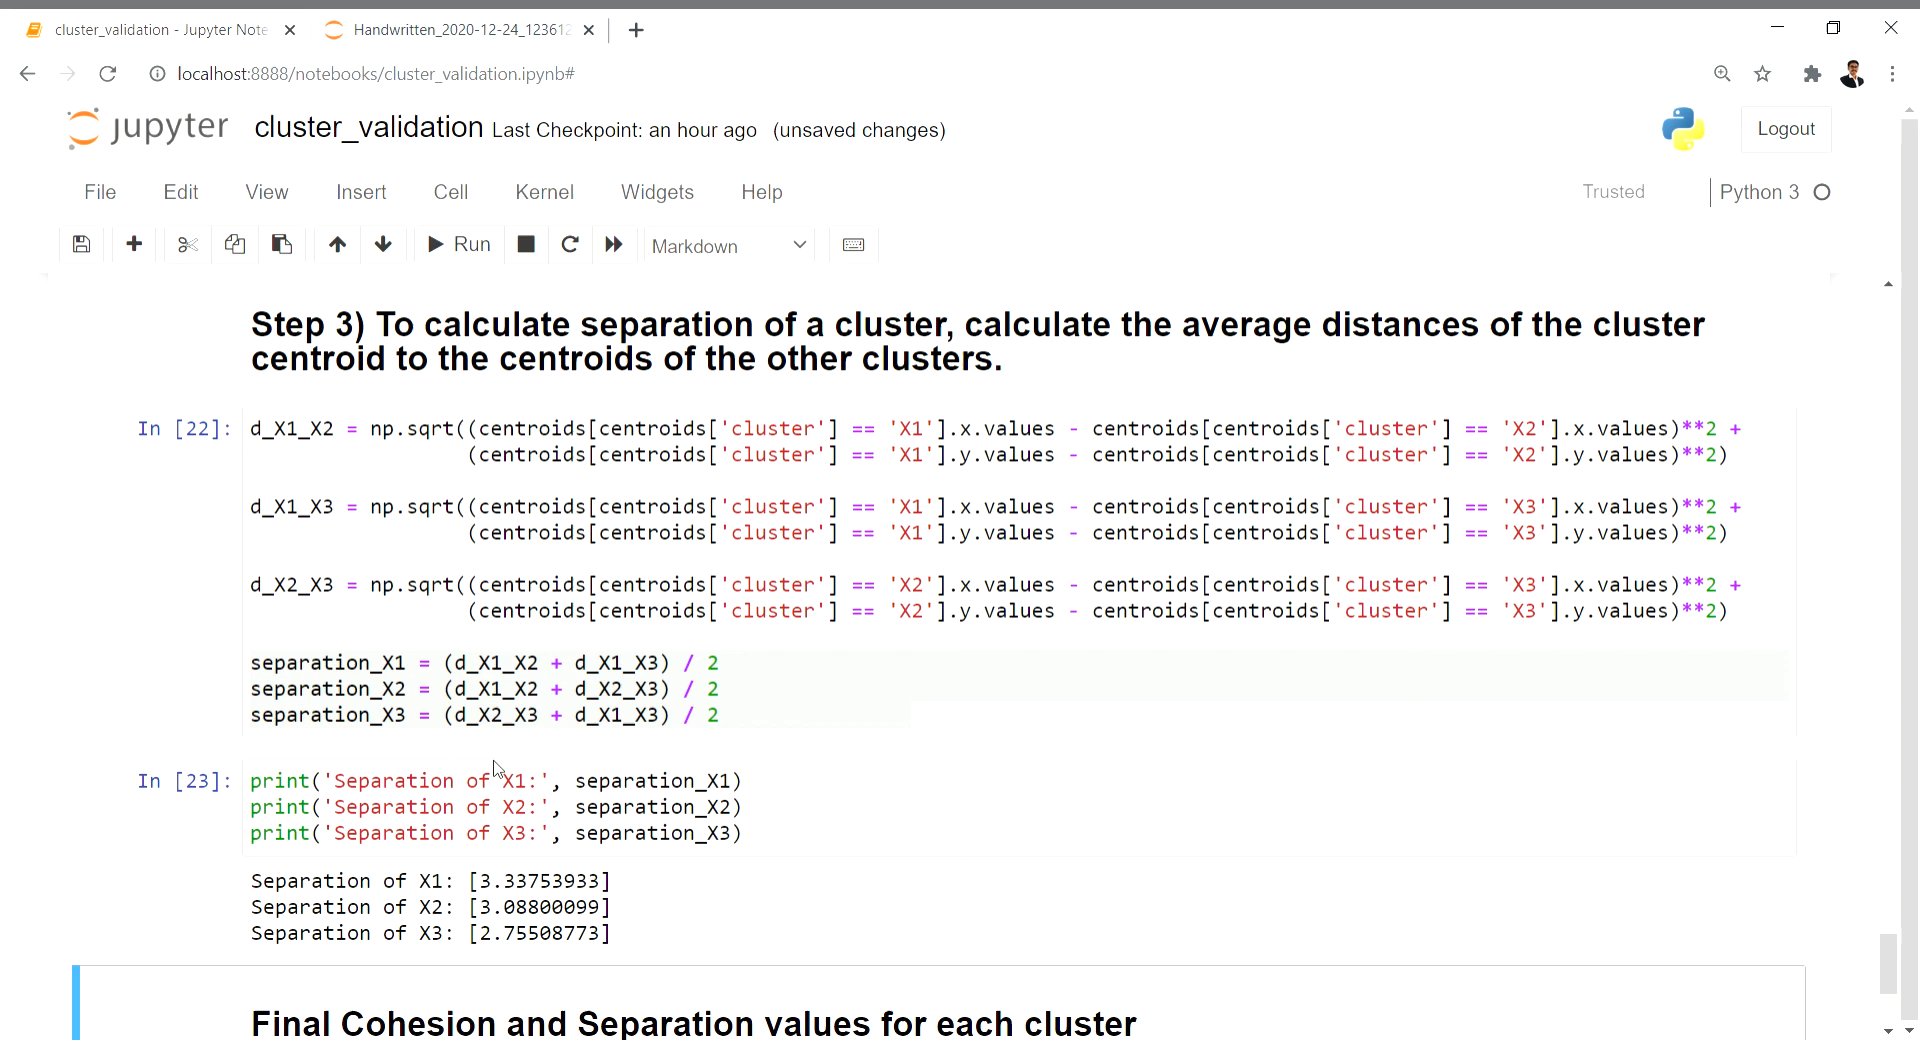 cluster_validation - Jupyter Note
Handwritten_2020-12-24_123612
localhost:8888/notebooks/cluster_validation.ipynb#
jupyter cluster_validation Last Checkpoint: an hour ago (unsaved changes)
Logout
File Edit View Insert Cell Kernel Widgets Help
Trusted Python 3
Run Markdown
Step 3) To calculate separation of a cluster, calculate the average distances of the cluster
centroid to the centroids of the other clusters.
In [22]: d_X1_X2 = np.sqrt((centroids[centroids['cluster'] == 'X1'].x.values - centroids[centroids['cluster'] == 'X2'].x.values)**2 +
(centroids[centroids['cluster'] == 'X1'].y.values - centroids[centroids['cluster'] == 'X2'].y.values)**2)
d_X1_X3 = np.sqrt((centroids[centroids['cluster'] == 'X1'].x.values - centroids[centroids['cluster'] == 'X3'].x.values)**2 +
(centroids[centroids['cluster'] == 'X1'].y.values - centroids[centroids['cluster'] == 'X3'].y.values)**2)
d_X2_X3 = np.sqrt((centroids[centroids['cluster'] == 'X2'].x.values - centroids[centroids['cluster'] == 'X3'].x.values)**2 +
(centroids[centroids['cluster'] == 'X2'].y.values - centroids[centroids['cluster'] == 'X3'].y.values)**2)
separation_X1 = (d_X1_X2 + d_X1_X3) / 2
separation_X2 = (d_X1_X2 + d_X2_X3) / 2
separation_X3 = (d_X2_X3 + d_X1_X3) / 2
In [23]: print('Separation of X1:', separation_X1)
print('Separation of X2:', separation_X2)
print('Separation of X3:', separation_X3)
Separation of X1: [3.33753933]
Separation of X2: [3.08800099]
Separation of X3: [2.75508773]
Final Cohesion and Separation values for each cluster